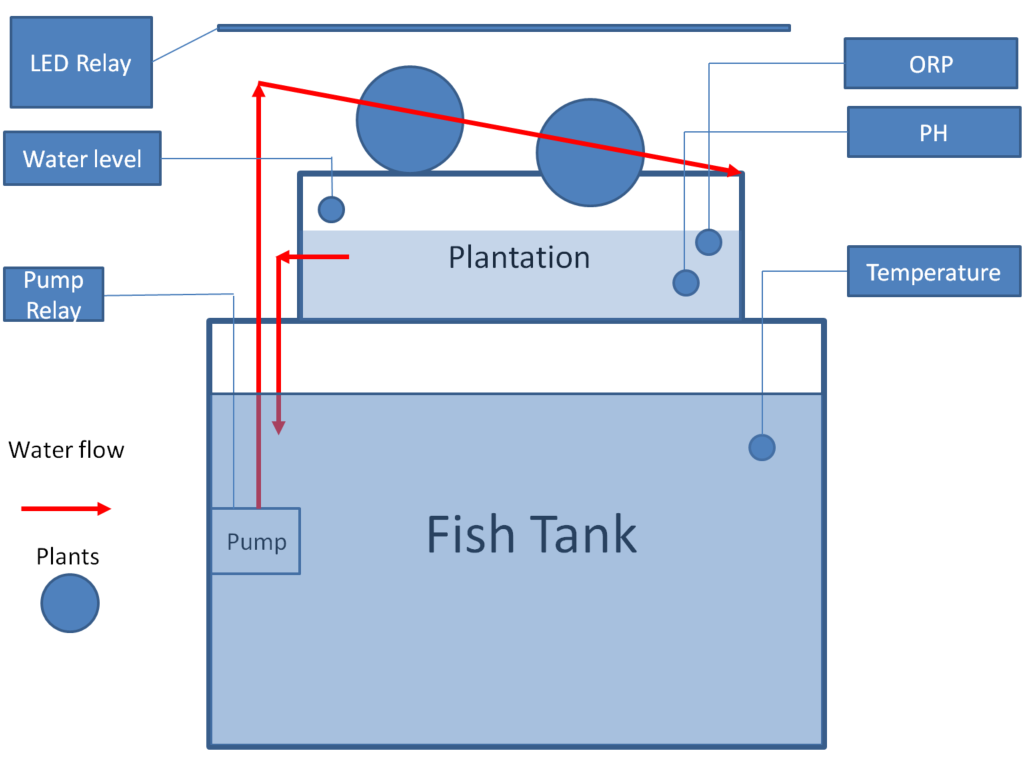 LED Relay
ORP
PH
Water level
Plantation
Temperature
Pump
Relay
Water flow
Fish Tank
Pump
Plants